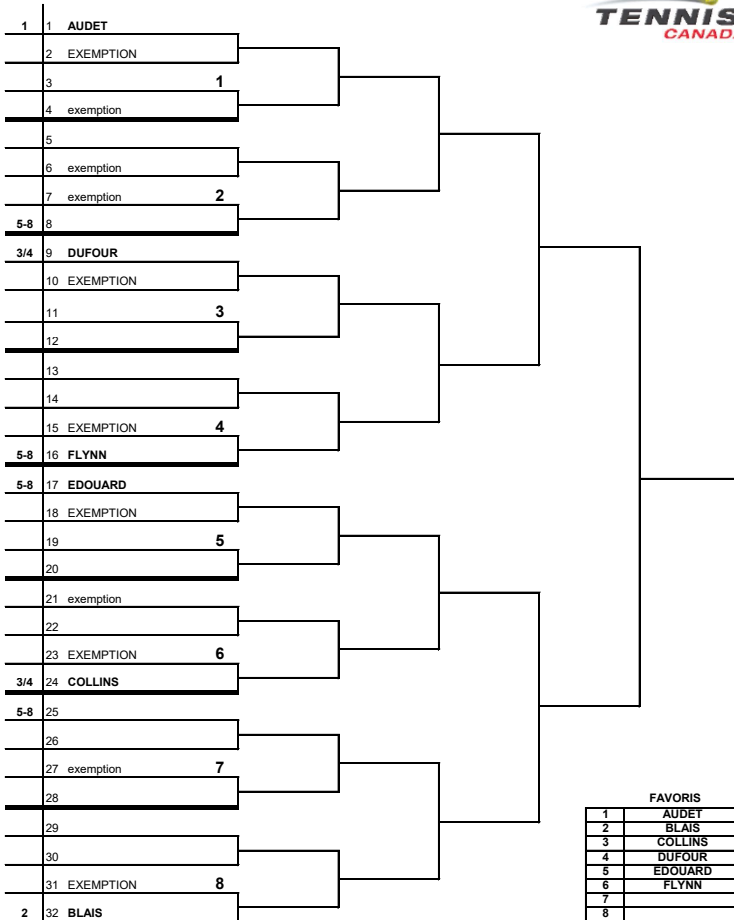 TENNIS
CANAD
1 1 AUDET
2 EXEMPTION
3 1
4 exemption
5
6 exemption
7 exemption 2
5-8 8
3/4 9 DUFOUR
10 EXEMPTION
11 3
12
13
14
15 EXEMPTION 4
5-8 16 FLYNN
5-8 17 EDOUARD
18 EXEMPTION
19 5
20
21 exemption
22
23 EXEMPTION 6
3/4 24 COLLINS
5-8 25
26
27 exemption 7
28
29
30
31 EXEMPTION 8
2 32 BLAIS
FAVORIS
1 AUDET
2 BLAIS
3 COLLINS
4 DUFOUR
5 EDOUARD
6 FLYNN
7
8